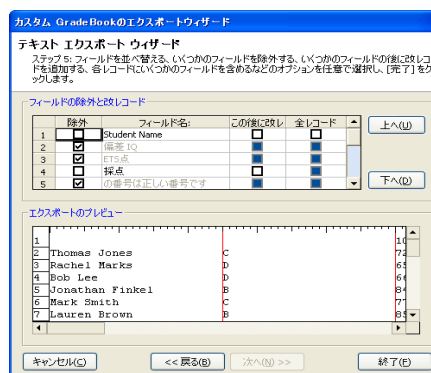 カスタム GradeBookのエクスポートウィザード
テキスト エクスポート ウィザード
ステップ 5: フィールドを並べ替える、いくつかのフィールドを除外する、いくつかのフィールドの後に改レコ
ードを追加する、各レコードにいくつかのフィールドを含めるなどのオプションを任意で選択し、[完了] をク
ックします。
フィールドの除外と改レコード
除外 フィールド名: この後に改レ 全レコード
1 Student Name
2 偏差 IQ
3 ETS点
4 採点
5 の番号は正しい番号です
上へ(U)
下へ(D)
エクスポートのプレビュー
1 10
2 Thomas Jones C 72
3 Rachel Marks D 65
4 Bob Lee D 66
5 Jonathan Finkel B 84
6 Mark Smith C 77
7 Lauren Brown B 85
キャンセル(C) << 戻る(B) 次へ(N) >> 終了(F)